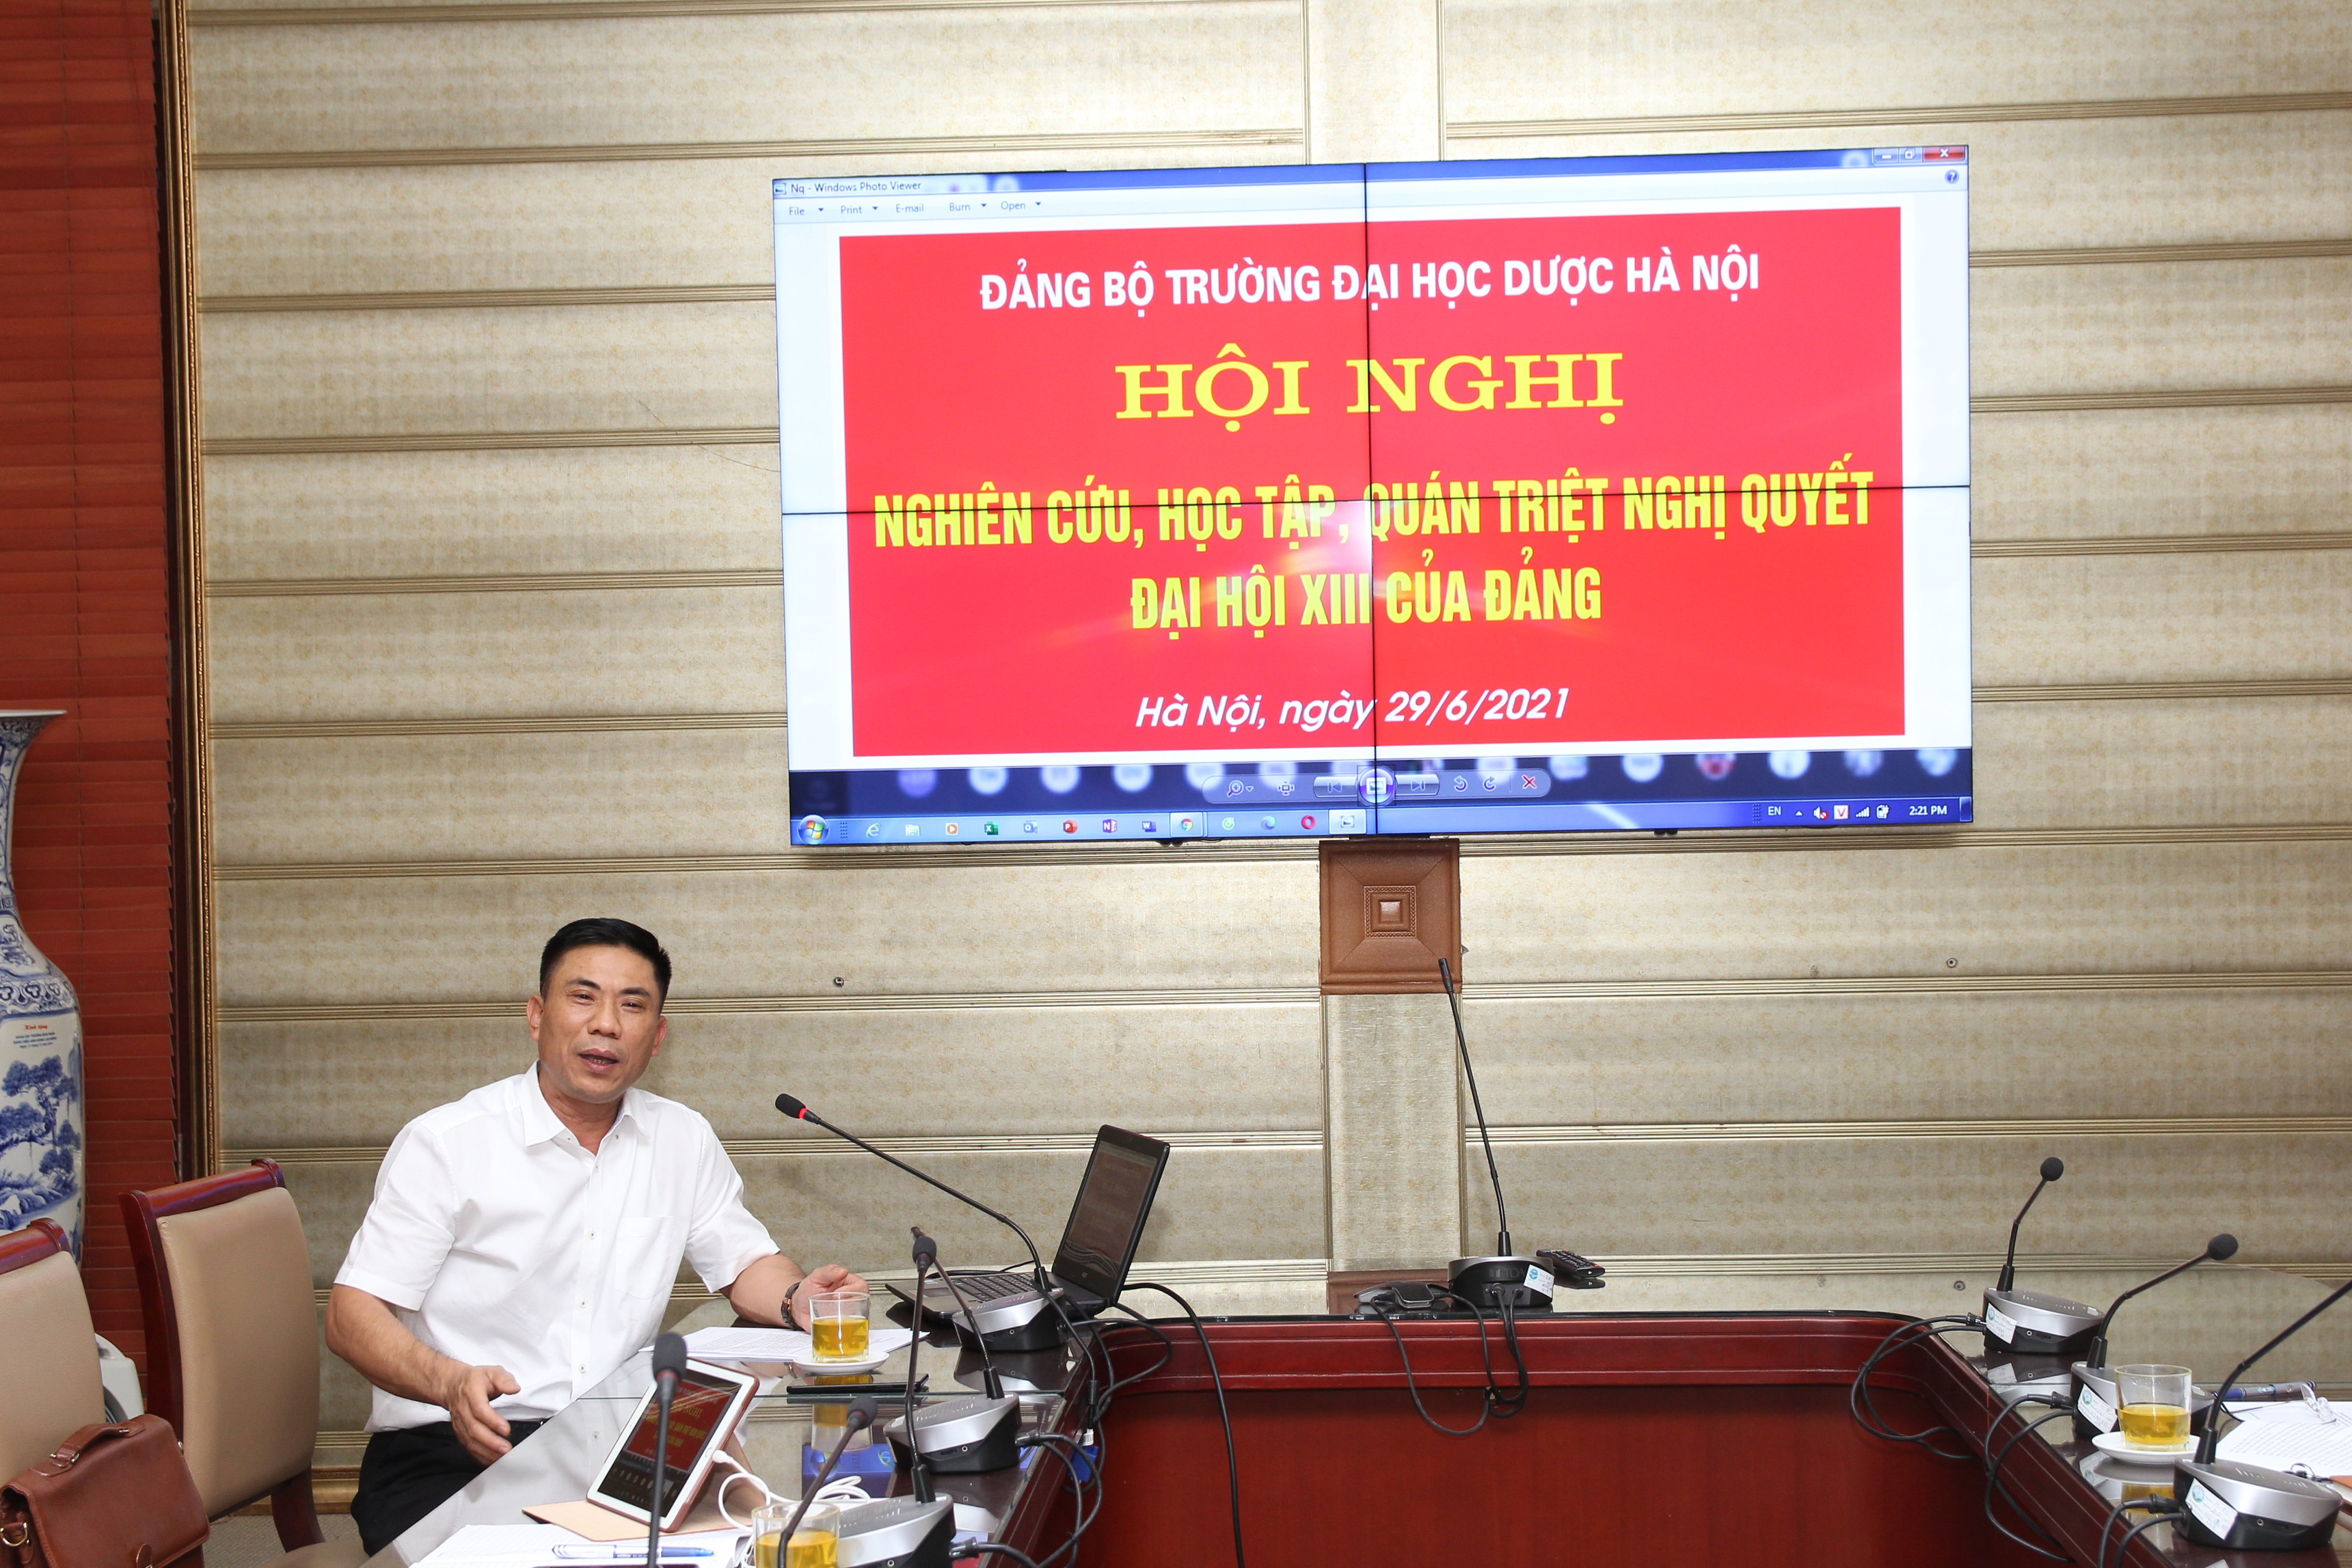 Nq - Windows Photo Viewer
File Print E-mail Burn Open
ĐẢNG BỘ TRƯỜNG ĐẠI HỌC DƯỢC HÀ NỘI
HỘI NGHỊ
NGHIÊN CỨU, HỌC TẬP, QUÁN TRIỆT NGHỊ QUYẾT
ĐẠI HỘI XIII CỦA ĐẢNG
Hà Nội, ngày 29/6/2021
EN 2:21 PM